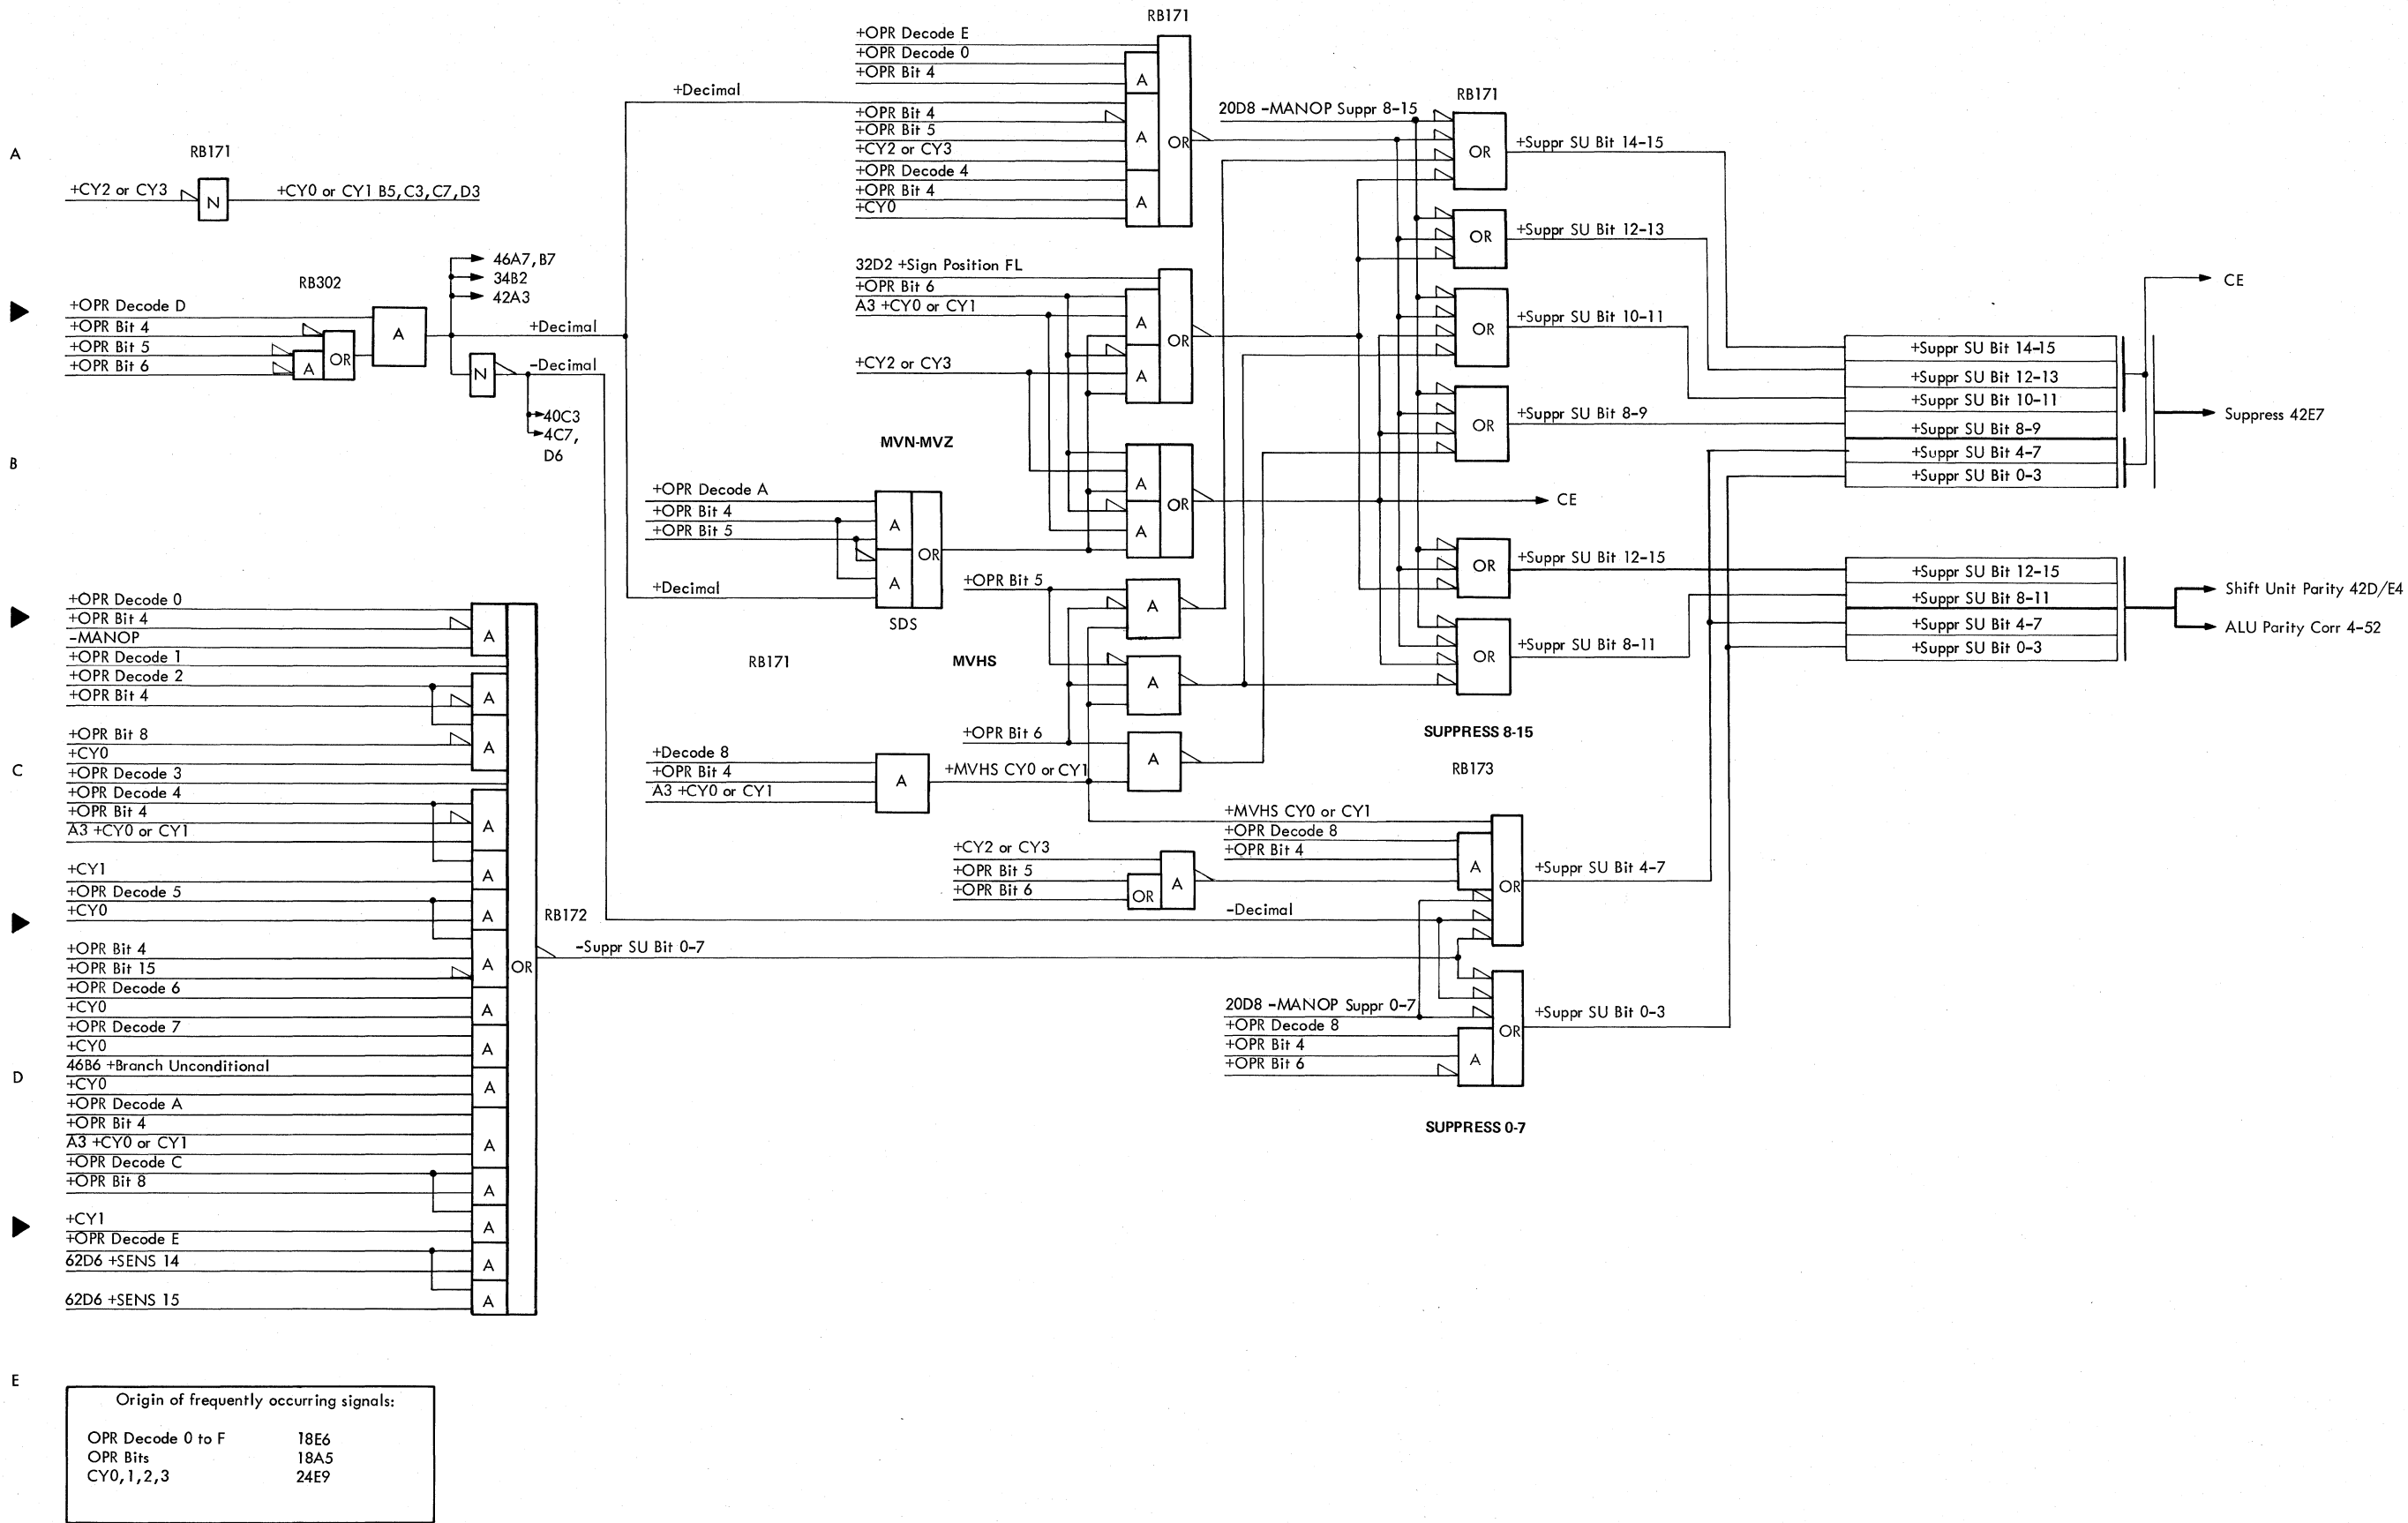 RB171
+OPR Decode E
+OPR Decode 0
+OPR Bit 4
A
+Decimal
+OPR Bit 4
+OPR Bit 5
+CY2 or CY3
A
OR
+OPR Decode 4
+OPR Bit 4
+CY0
A
20D8 -MANOP Suppr 8-15
RB171
OR
+Suppr SU Bit 14-15
OR
+Suppr SU Bit 12-13
OR
+Suppr SU Bit 10-11
OR
+Suppr SU Bit 8-9
A
RB171
+CY2 or CY3
N
+CY0 or CY1 B5,C3,C7,D3
RB302
+OPR Decode D
+OPR Bit 4
+OPR Bit 5
+OPR Bit 6
A
OR
A
46A7,B7
34B2
42A3
+Decimal
N
-Decimal
40C3
4C7,
D6
32D2 +Sign Position FL
+OPR Bit 6
A3 +CY0 or CY1
A
OR
+CY2 or CY3
A
MVN-MVZ
A
OR
A
CE
B
+OPR Decode A
+OPR Bit 4
+OPR Bit 5
A
OR
+Decimal
A
SDS
CE
+Suppr SU Bit 14-15
+Suppr SU Bit 12-13
+Suppr SU Bit 10-11
+Suppr SU Bit 8-9
+Suppr SU Bit 4-7
+Suppr SU Bit 0-3
Suppress 42E7
OR
+Suppr SU Bit 12-15
OR
+Suppr SU Bit 8-11
+Suppr SU Bit 12-15
+Suppr SU Bit 8-11
+Suppr SU Bit 4-7
+Suppr SU Bit 0-3
Shift Unit Parity 42D/E4
ALU Parity Corr 4-52
SUPPRESS 8-15
+OPR Bit 5
A
RB171
MVHS
A
+OPR Bit 6
A
+Decode 8
+OPR Bit 4
A3 +CY0 or CY1
A
+MVHS CY0 or CY1
C
+OPR Decode 0
+OPR Bit 4
-MANOP
A
+OPR Decode 1
+OPR Decode 2
+OPR Bit 4
A
+OPR Bit 8
+CY0
A
+OPR Decode 3
+OPR Decode 4
+OPR Bit 4
A3 +CY0 or CY1
A
+CY1
A
+OPR Decode 5
+CY0
A
RB172
+OPR Bit 4
+OPR Bit 15
A
OR
-Suppr SU Bit 0-7
+OPR Decode 6
+CY0
A
+OPR Decode 7
+CY0
A
D
46B6 +Branch Unconditional
+CY0
A
+OPR Decode A
+OPR Bit 4
A3 +CY0 or CY1
A
+OPR Decode C
+OPR Bit 8
A
+CY1
A
+OPR Decode E
62D6 +SENS 14
A
62D6 +SENS 15
A
RB173
+MVHS CY0 or CY1
+OPR Decode 8
+OPR Bit 4
A
OR
+Suppr SU Bit 4-7
+CY2 or CY3
+OPR Bit 5
+OPR Bit 6
OR
A
-Decimal
20D8 -MANOP Suppr 0-7
+OPR Decode 8
+OPR Bit 4
+OPR Bit 6
A
OR
+Suppr SU Bit 0-3
SUPPRESS 0-7
E
Origin of frequently occurring signals:
OPR Decode 0 to F 18E6
OPR Bits 18A5
CY0,1,2,3 24E9